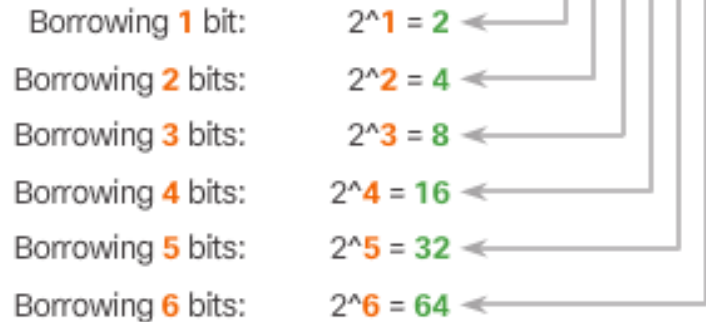 Borrowing 1 bit: 2^1 = 2
Borrowing 2 bits: 2^2 = 4
Borrowing 3 bits: 2^3 = 8
Borrowing 4 bits: 2^4 = 16
Borrowing 5 bits: 2^5 = 32
Borrowing 6 bits: 2^6 = 64